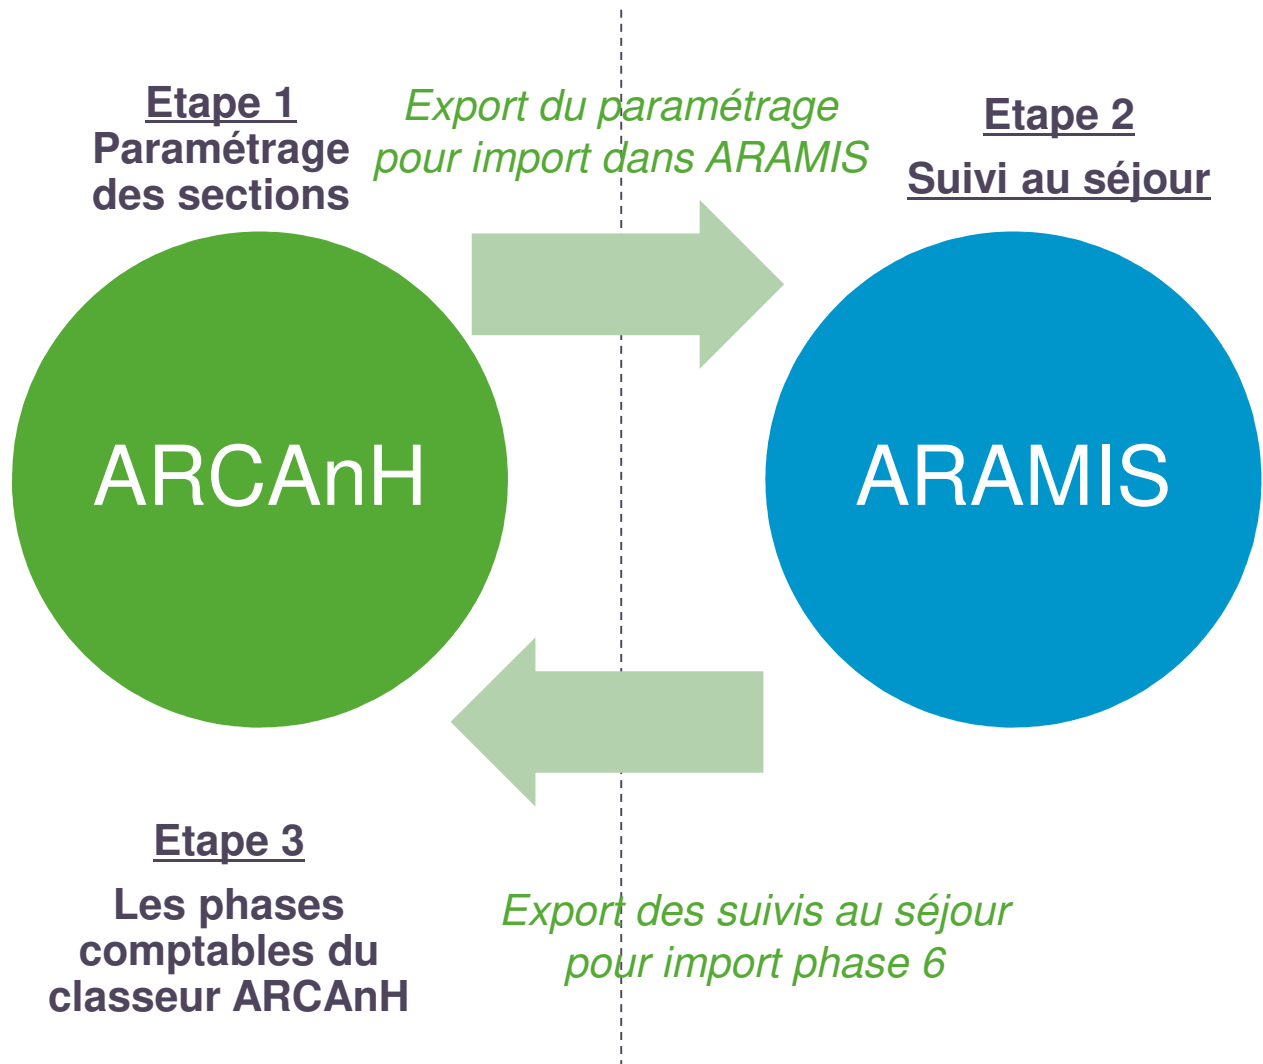 Etape 1
Paramétrage
des sections
Export du paramétrage
pour import dans ARAMIS
Etape 2
Suivi au séjour
ARCAnH
ARAMIS
Etape 3
Les phases
comptables du
classeur ARCAnH
Export des suivis au séjour
pour import phase 6